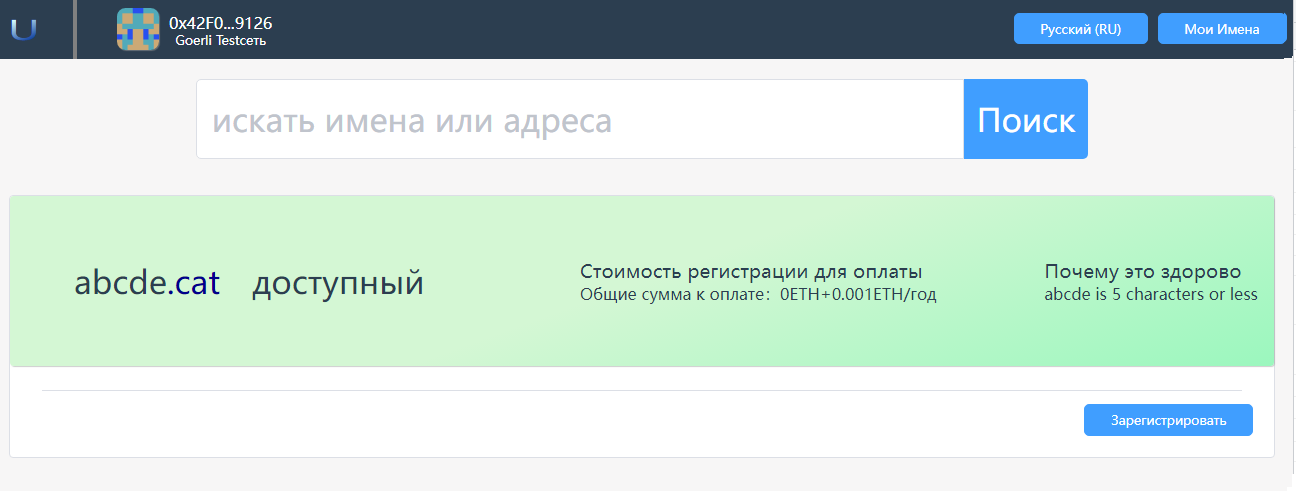 U
0x42F0...9126
Goerli Testсеть
Русский (RU)
Мои Имена
искать имена или адреса
Поиск
abcde.cat доступный
Стоимость регистрации для оплаты
Общие сумма к оплате：0ETH+0.001ETH/год
Почему это здорово
abcde is 5 characters or less
Зарегистрировать